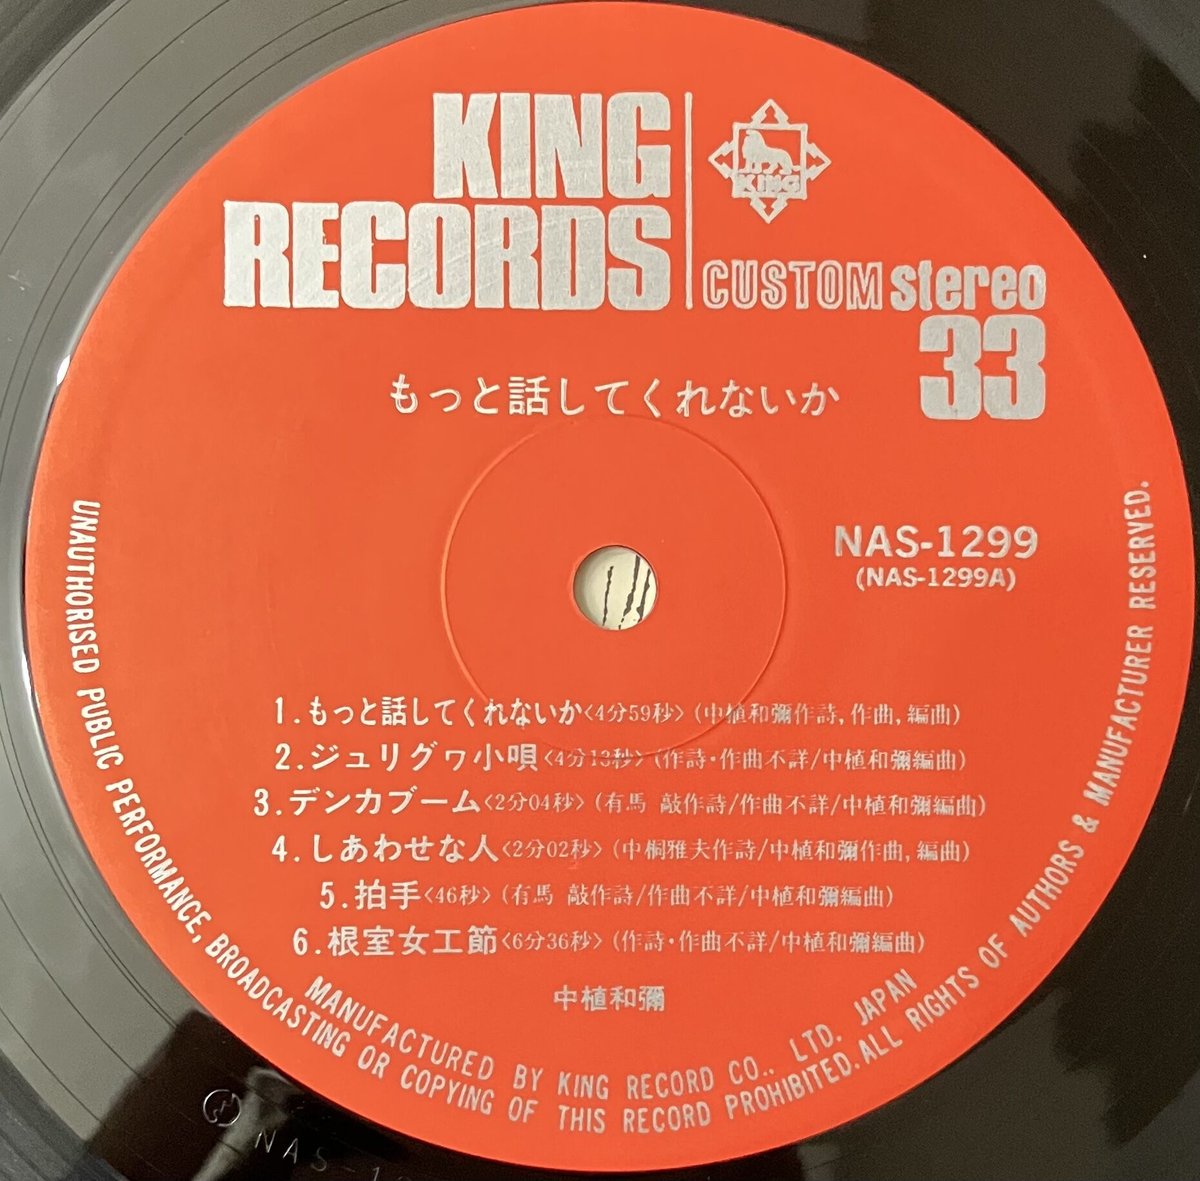 KING
RECORDS
KING
CUSTOM stereo
33
もっと話してくれないか
NAS-1299
(NAS-1299A)
1.もっと話してくれないか<4分59秒>(中植和彌作詩,作曲,編曲)
2.ジュリグヮ小唄<4分13秒>(作詩・作曲不詳/中植和彌編曲)
3.デンカブーム<2分04秒>(有馬 敲作詩/作曲不詳/中植和彌編曲)
4.しあわせな人<2分02秒>(中桐雅夫作詩/中植和彌作曲,編曲)
5.拍手<46秒>(有馬 敲作詩/作曲不詳/中植和彌編曲)
6.根室女工節<6分36秒>(作詩・作曲不詳/中植和彌編曲)
中植和彌
MANUFACTURED BY KING RECORD CO., LTD. JAPAN
UNAUTHORISED PUBLIC PERFORMANCE, BROADCASTING OR COPYING OF THIS RECORD PROHIBITED. ALL RIGHTS OF AUTHORS & MANUFACTURER RESERVED.
NAS-1